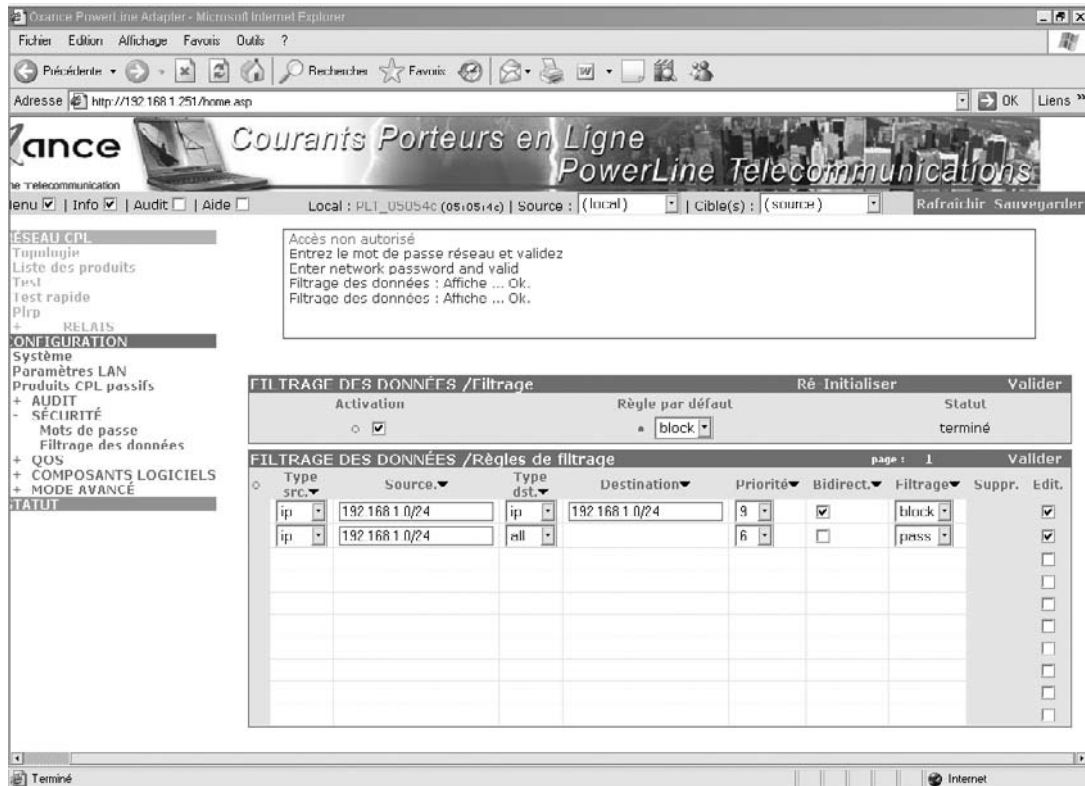 Oxance PowerLine Adapter - Microsoft Internet Explorer
Fichier Edition Affichage Favoris Outils ?
Précédente Rechercher Favoris
Adresse http://192.168.1.251/home.asp OK Liens »
ance Courants Porteurs en Ligne
PowerLine Telecommunications
ne Telecommunication
enu | Info | Audit | Aide Local : PLT_05054c (05:05:4c) | Source : (local) | Cible(s) : (source) Rafraîchir Sauvegarder
ÉSEAU CPL
Topologie
Liste des produits
Test
Test rapide
Plrp
+ RELAIS
ONFIGURATION
Système
Paramètres LAN
Produits CPL passifs
+ AUDIT
- SÉCURITÉ
Mots de passe
Filtrage des données
+ QOS
+ COMPOSANTS LOGICIELS
+ MODE AVANCÉ
TATUT
Accès non autorisé
Entrez le mot de passe réseau et validez
Enter network password and valid
Filtrage des données : Affiche ... Ok.
Filtrage des données : Affiche ... Ok.
FILTRAGE DES DONNÉES /Filtrage Ré-Initialiser Valider
Activation Règle par défaut Statut
block terminé
FILTRAGE DES DONNÉES /Règles de filtrage page : 1 Valider
Type src. Source. Type dst. Destination Priorité Bidirect. Filtrage Suppr. Edit.
ip 192.168.1.0/24 ip 192.168.1.0/24 9 block
ip 192.168.1.0/24 all 6 pass
Terminé Internet